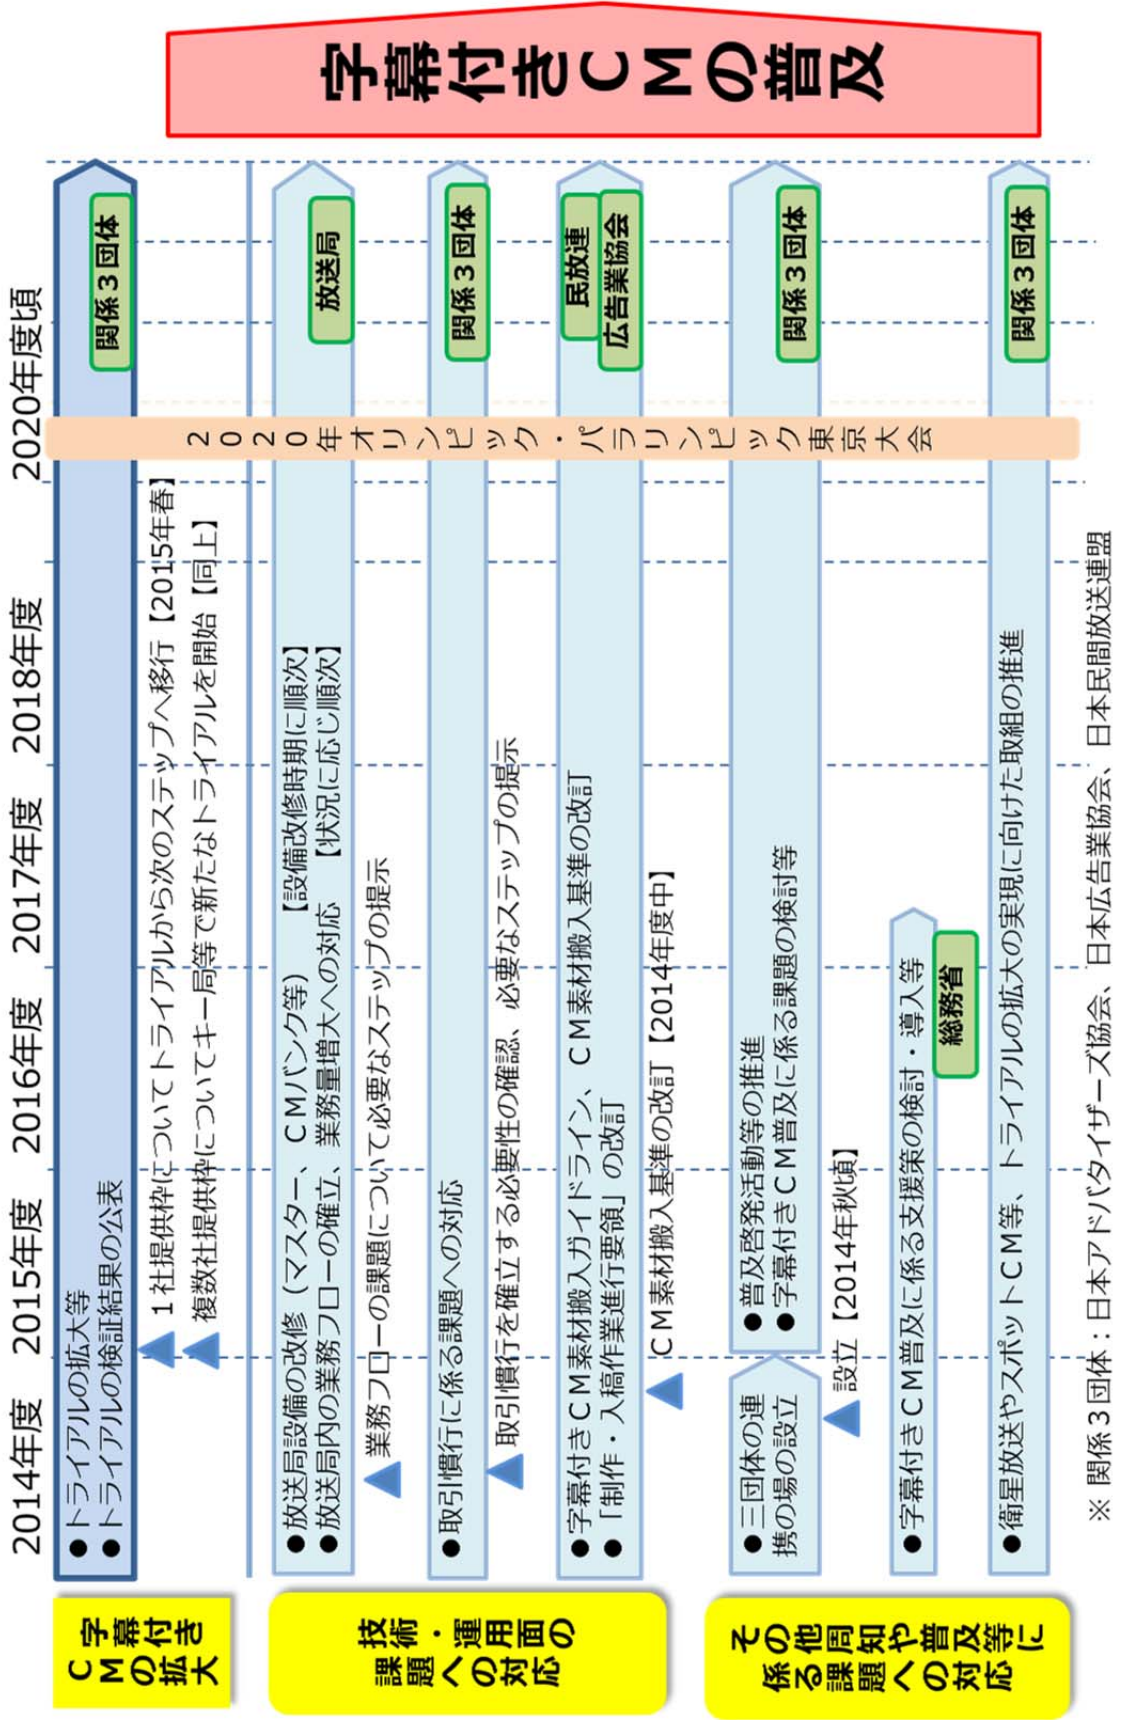 2014年度
2015年度
2016年度
2017年度
2018年度
2020年度頃
ＣＭの拡大
字幕付き
●トライアルの拡大等
●トライアルの検証結果の公表
関係３団体
１社提供枠についてトライアルから次のステップへ移行【2015年春】
複数社提供枠についてキー局等で新たなトライアルを開始【同上】
技術・運用面の
課題への対応
●放送局設備の改修（マスター、ＣＭバンク等）　【設備改修時期に順次】
●放送局内の業務フローの確立、業務量増大への対応　【状況に応じ順次】
放送局
業務フローの課題について必要なステップの提示
●取引慣行に係る課題への対応
関係３団体
取引慣行を確立する必要性の確認、必要なステップの提示
●字幕付きＣＭ素材搬入ガイドライン、ＣＭ素材搬入基準の改訂
●「制作・入稿作業進行要領」の改訂
民放連
広告業協会
ＣＭ素材搬入基準の改訂【2014年度中】
その他周知や普及等に
係る課題への対応
●三団体の連
携の場の設立
●普及啓発活動等の推進
●字幕付きＣＭ普及に係る課題の検討等
関係３団体
設立【2014年秋頃】
●字幕付きＣＭ普及に係る支援策の検討・導入等
総務省
●衛星放送やスポットＣＭ等、トライアルの拡大の実現に向けた取組の推進
関係３団体
２０２０年オリンピック・パラリンピック東京大会
字幕付きＣＭの普及
※ 関係３団体：日本アドバタイザーズ協会、日本広告業協会、日本民間放送連盟